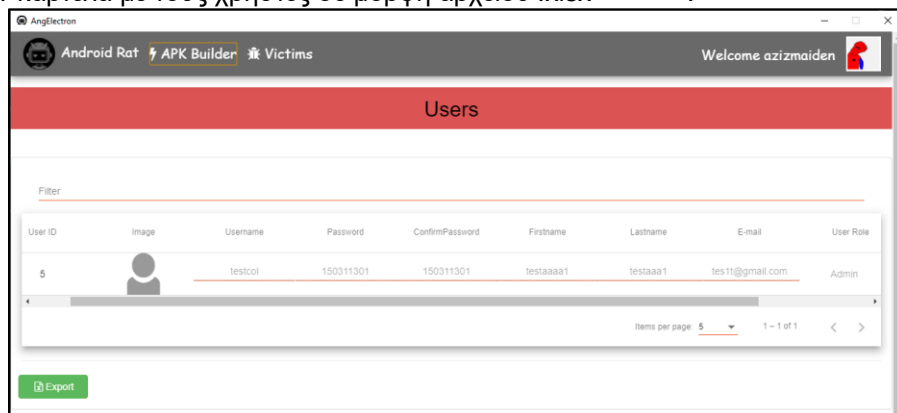 AngElectron
Android Rat APK Builder Victims Welcome azizmaiden
Users
Filter
User ID Image Username Password ConfirmPassword Firstname Lastname E-mail User Role
5 testcol 150311301 150311301 testaaaa1 testaaa1 tes1t@gmail.com Admin
Items per page: 5 1 – 1 of 1
Export